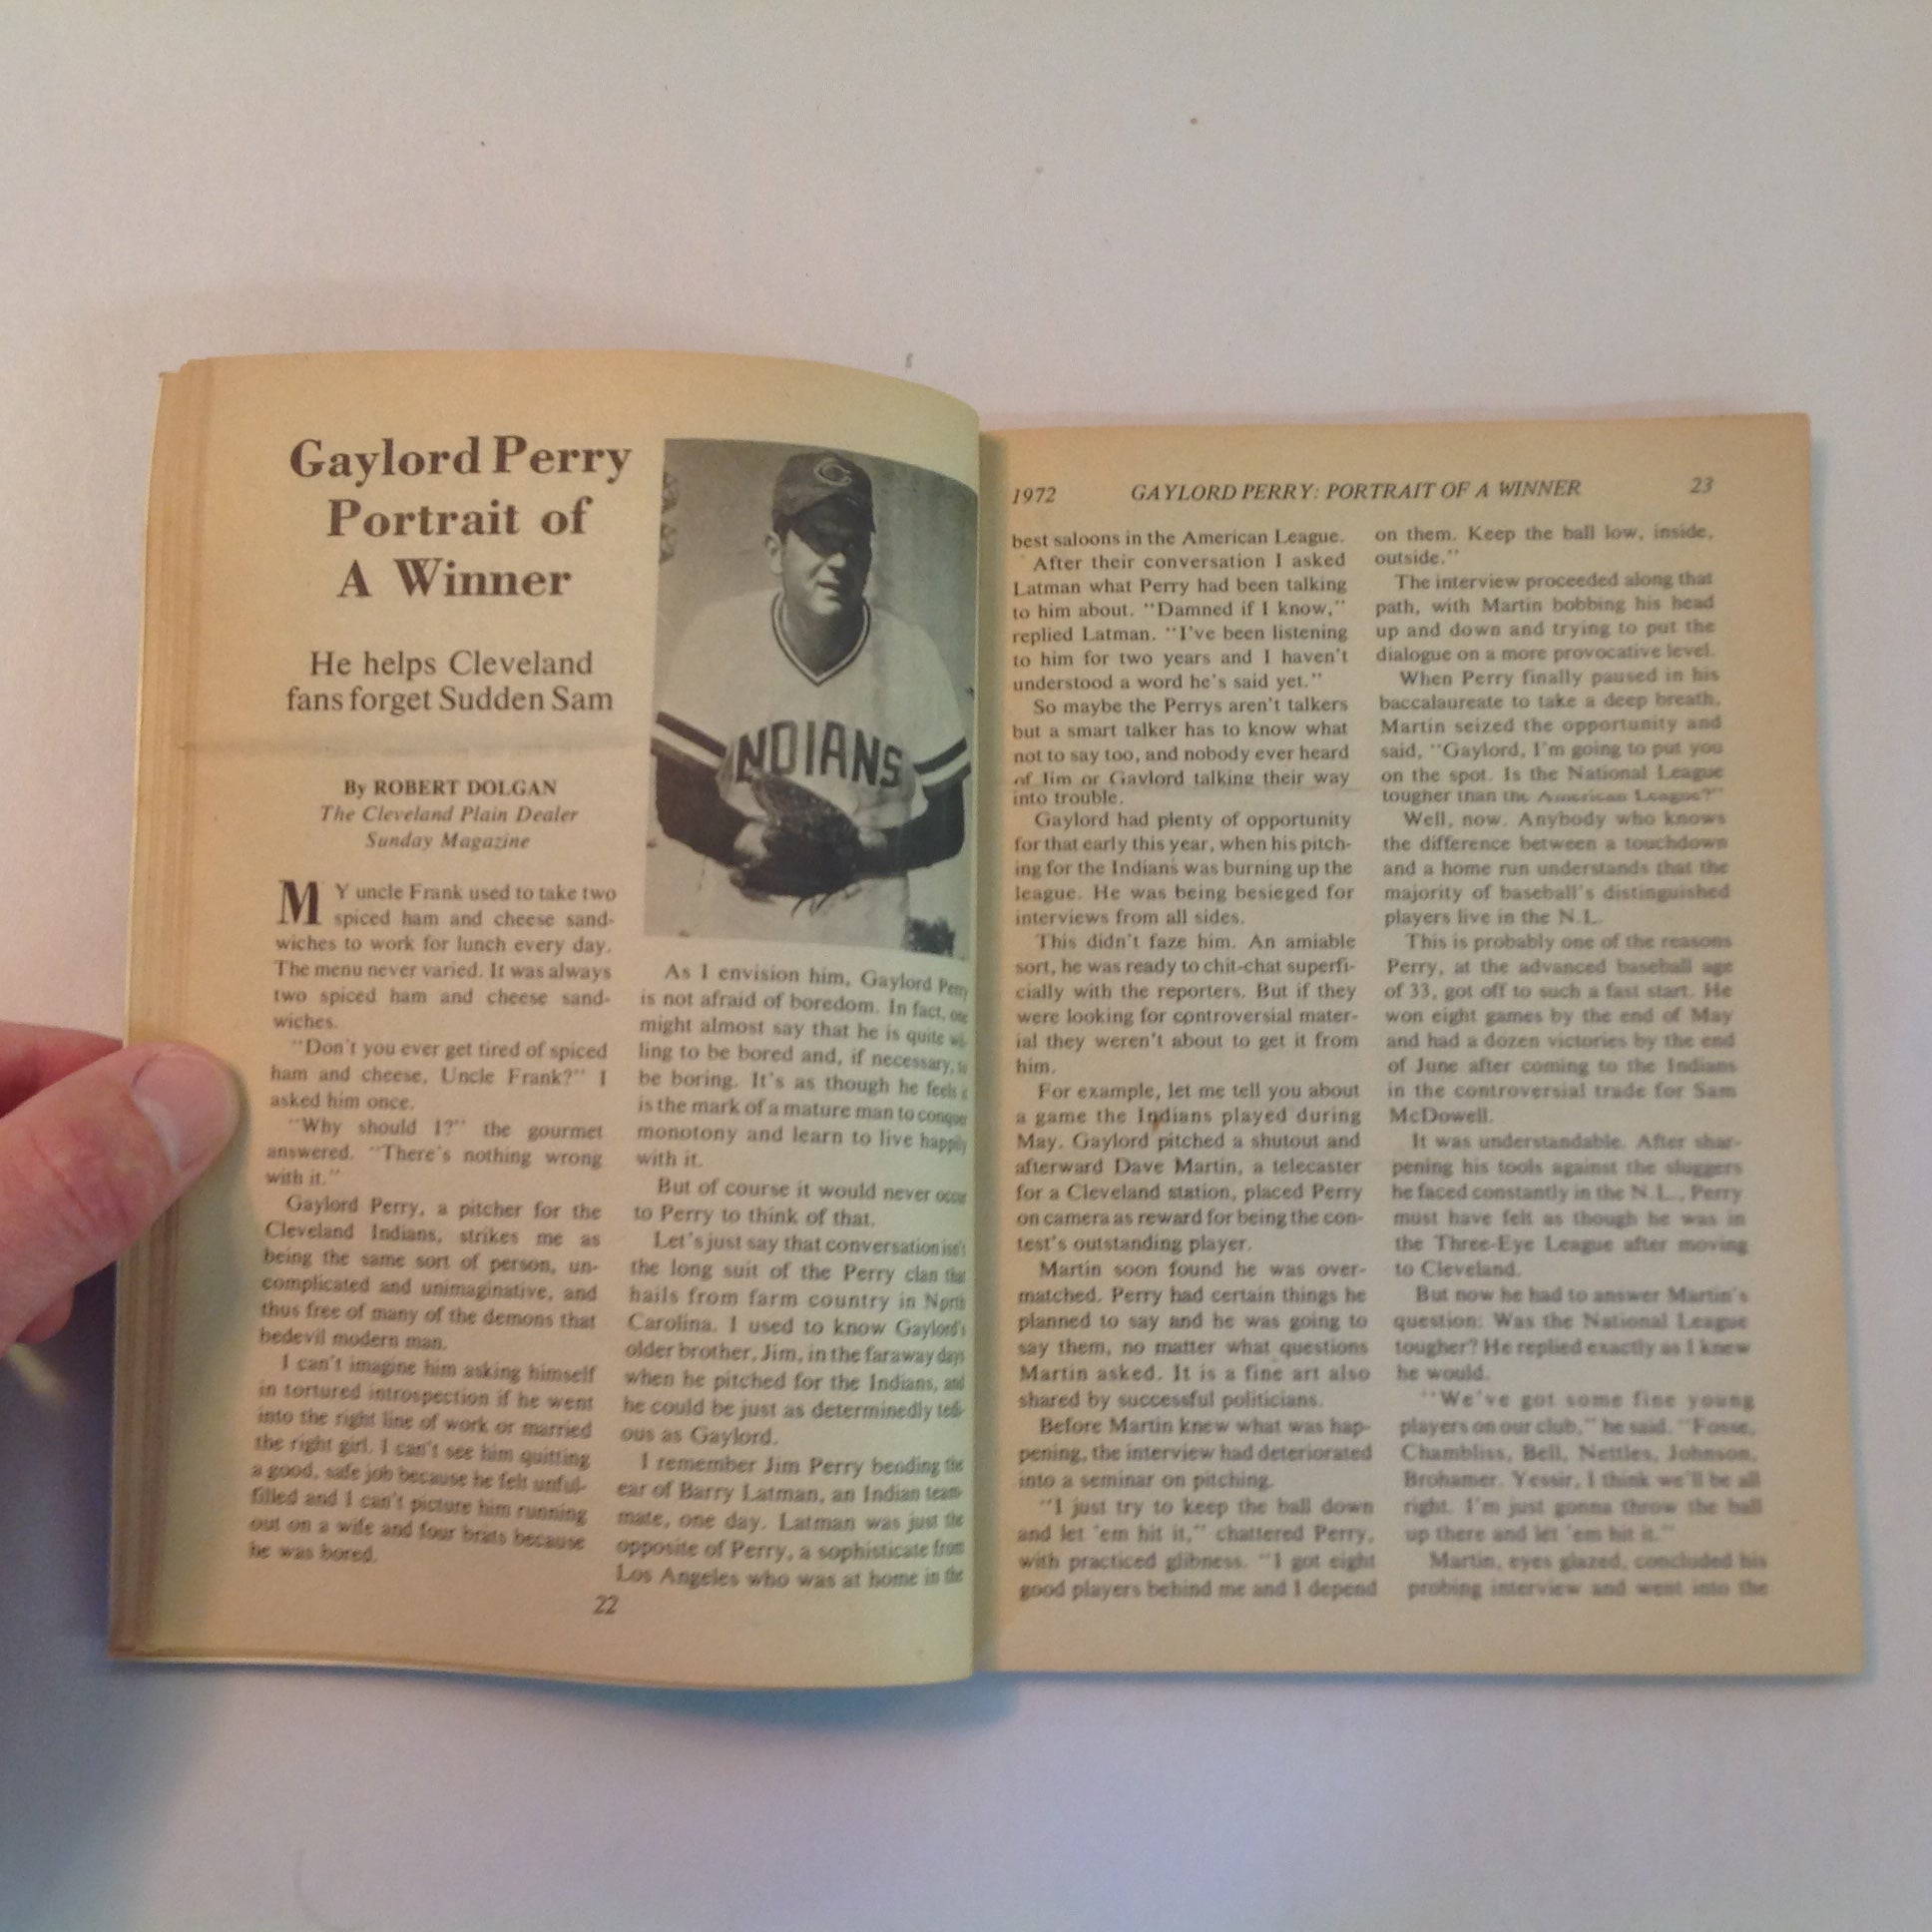 Gaylord Perry
Portrait of
A Winner
He helps Cleveland
fans forget Sudden Sam
By ROBERT DOLGAN
The Cleveland Plain Dealer
Sunday Magazine
MY uncle Frank used to take two
spiced ham and cheese sand-
wiches to work for lunch every day.
The menu never varied. It was always
two spiced ham and cheese sand-
wiches.
"Don't you ever get tired of spiced
ham and cheese, Uncle Frank?" I
asked him once.
"Why should I?" the gourmet
answered. "There's nothing wrong
with it."
Gaylord Perry, a pitcher for the
Cleveland Indians, strikes me as
being the same sort of person, un-
complicated and unimaginative, and
thus free of many of the demons that
bedevil modern man.
I can't imagine him asking himself
in tortured introspection if he went
into the right line of work or married
the right girl. I can't see him quitting
a good, safe job because he felt unful-
filled and I can't picture him running
out on a wife and four brats because
he was bored.
NDIANS
As I envision him, Gaylord Perry
is not afraid of boredom. In fact, one
might almost say that he is quite wil-
ling to be bored and, if necessary, to
be boring. It's as though he feels it
is the mark of a mature man to conquer
monotony and learn to live happily
with it.
But of course it would never occur
to Perry to think of that.
Let's just say that conversation isn't
the long suit of the Perry clan that
hails from farm country in North
Carolina. I used to know Gaylord's
older brother, Jim, in the faraway days
when he pitched for the Indians, and
he could be just as determinedly tedi-
ous as Gaylord.
I remember Jim Perry bending the
ear of Barry Latman, an Indian team-
mate, one day. Latman was just the
opposite of Perry, a sophisticate from
Los Angeles who was at home in the
22
1972 GAYLORD PERRY: PORTRAIT OF A WINNER 23
best saloons in the American League.
After their conversation I asked
Latman what Perry had been talking
to him about. "Damned if I know,"
replied Latman. "I've been listening
to him for two years and I haven't
understood a word he's said yet."
So maybe the Perrys aren't talkers
but a smart talker has to know what
not to say too, and nobody ever heard
of Jim or Gaylord talking their way
into trouble.
Gaylord had plenty of opportunity
for that early this year, when his pitch-
ing for the Indians was burning up the
league. He was being besieged for
interviews from all sides.
This didn't faze him. An amiable
sort, he was ready to chit-chat superfi-
cially with the reporters. But if they
were looking for controversial mater-
ial they weren't about to get it from
him.
For example, let me tell you about
a game the Indians played during
May. Gaylord pitched a shutout and
afterward Dave Martin, a telecaster
for a Cleveland station, placed Perry
on camera as reward for being the con-
test's outstanding player.
Martin soon found he was over-
matched. Perry had certain things he
planned to say and he was going to
say them, no matter what questions
Martin asked. It is a fine art also
shared by successful politicians.
Before Martin knew what was hap-
pening, the interview had deteriorated
into a seminar on pitching.
"I just try to keep the ball down
and let 'em hit it," chattered Perry,
with practiced glibness. "I got eight
good players behind me and I depend
on them. Keep the ball low, inside,
outside."
The interview proceeded along that
path, with Martin bobbing his head
up and down and trying to put the
dialogue on a more provocative level.
When Perry finally paused in his
baccalaureate to take a deep breath,
Martin seized the opportunity and
said, "Gaylord, I'm going to put you
on the spot. Is the National League
tougher than the American League?"
Well, now. Anybody who knows
the difference between a touchdown
and a home run understands that the
majority of baseball's distinguished
players live in the N.L.
This is probably one of the reasons
Perry, at the advanced baseball age
of 33, got off to such a fast start. He
won eight games by the end of May
and had a dozen victories by the end
of June after coming to the Indians
in the controversial trade for Sam
McDowell.
It was understandable. After shar-
pening his tools against the sluggers
he faced constantly in the N.L., Perry
must have felt as though he was in
the Three-Eye League after moving
to Cleveland.
But now he had to answer Martin's
question: Was the National League
tougher? He replied exactly as I knew
he would.
"We've got some fine young
players on our club," he said. "Fosse,
Chambliss, Bell, Nettles, Johnson,
Brohamer. Yessir, I think we'll be all
right. I'm just gonna throw the ball
up there and let 'em hit it."
Martin, eyes glazed, concluded his
probing interview and went into the